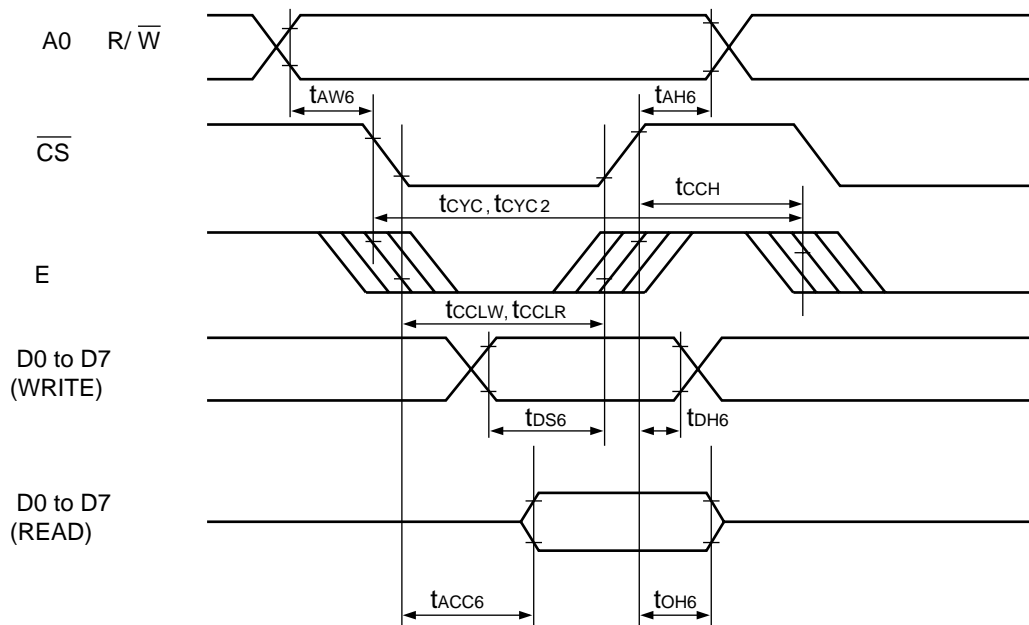 A0 R/ W
tAW6
tAH6
CS
tCCH
tCYC, tCYC2
E
tCCLW, tCCLR
D0 to D7
(WRITE)
tDS6
tDH6
D0 to D7
(READ)
tACC6
tOH6